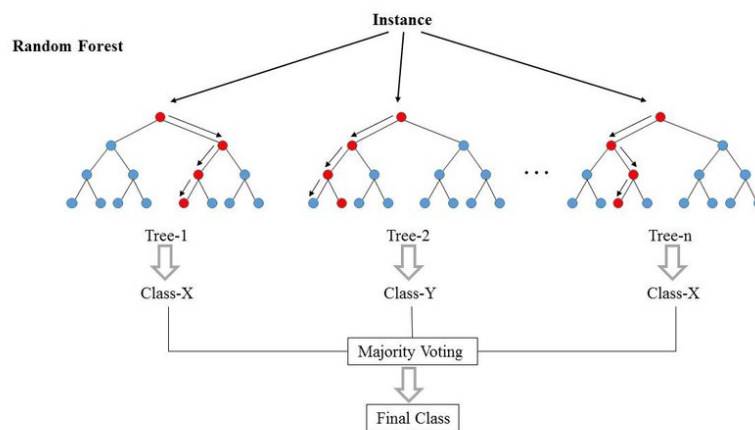 Instance
Random Forest
...
Tree-1
Tree-2
Tree-n
Class-X
Class-Y
Class-X
Majority Voting
Final Class